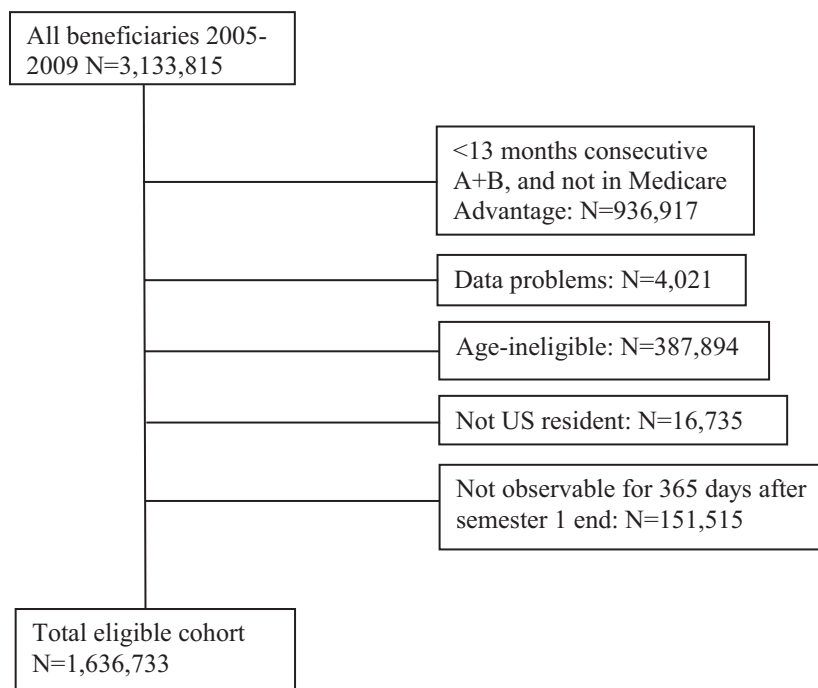 All beneficiaries 2005-
2009 N=3,133,815
<13 months consecutive
A+B, and not in Medicare
Advantage: N=936,917
Data problems: N=4,021
Age-ineligible: N=387,894
Not US resident: N=16,735
Not observable for 365 days after
semester 1 end: N=151,515
Total eligible cohort
N=1,636,733